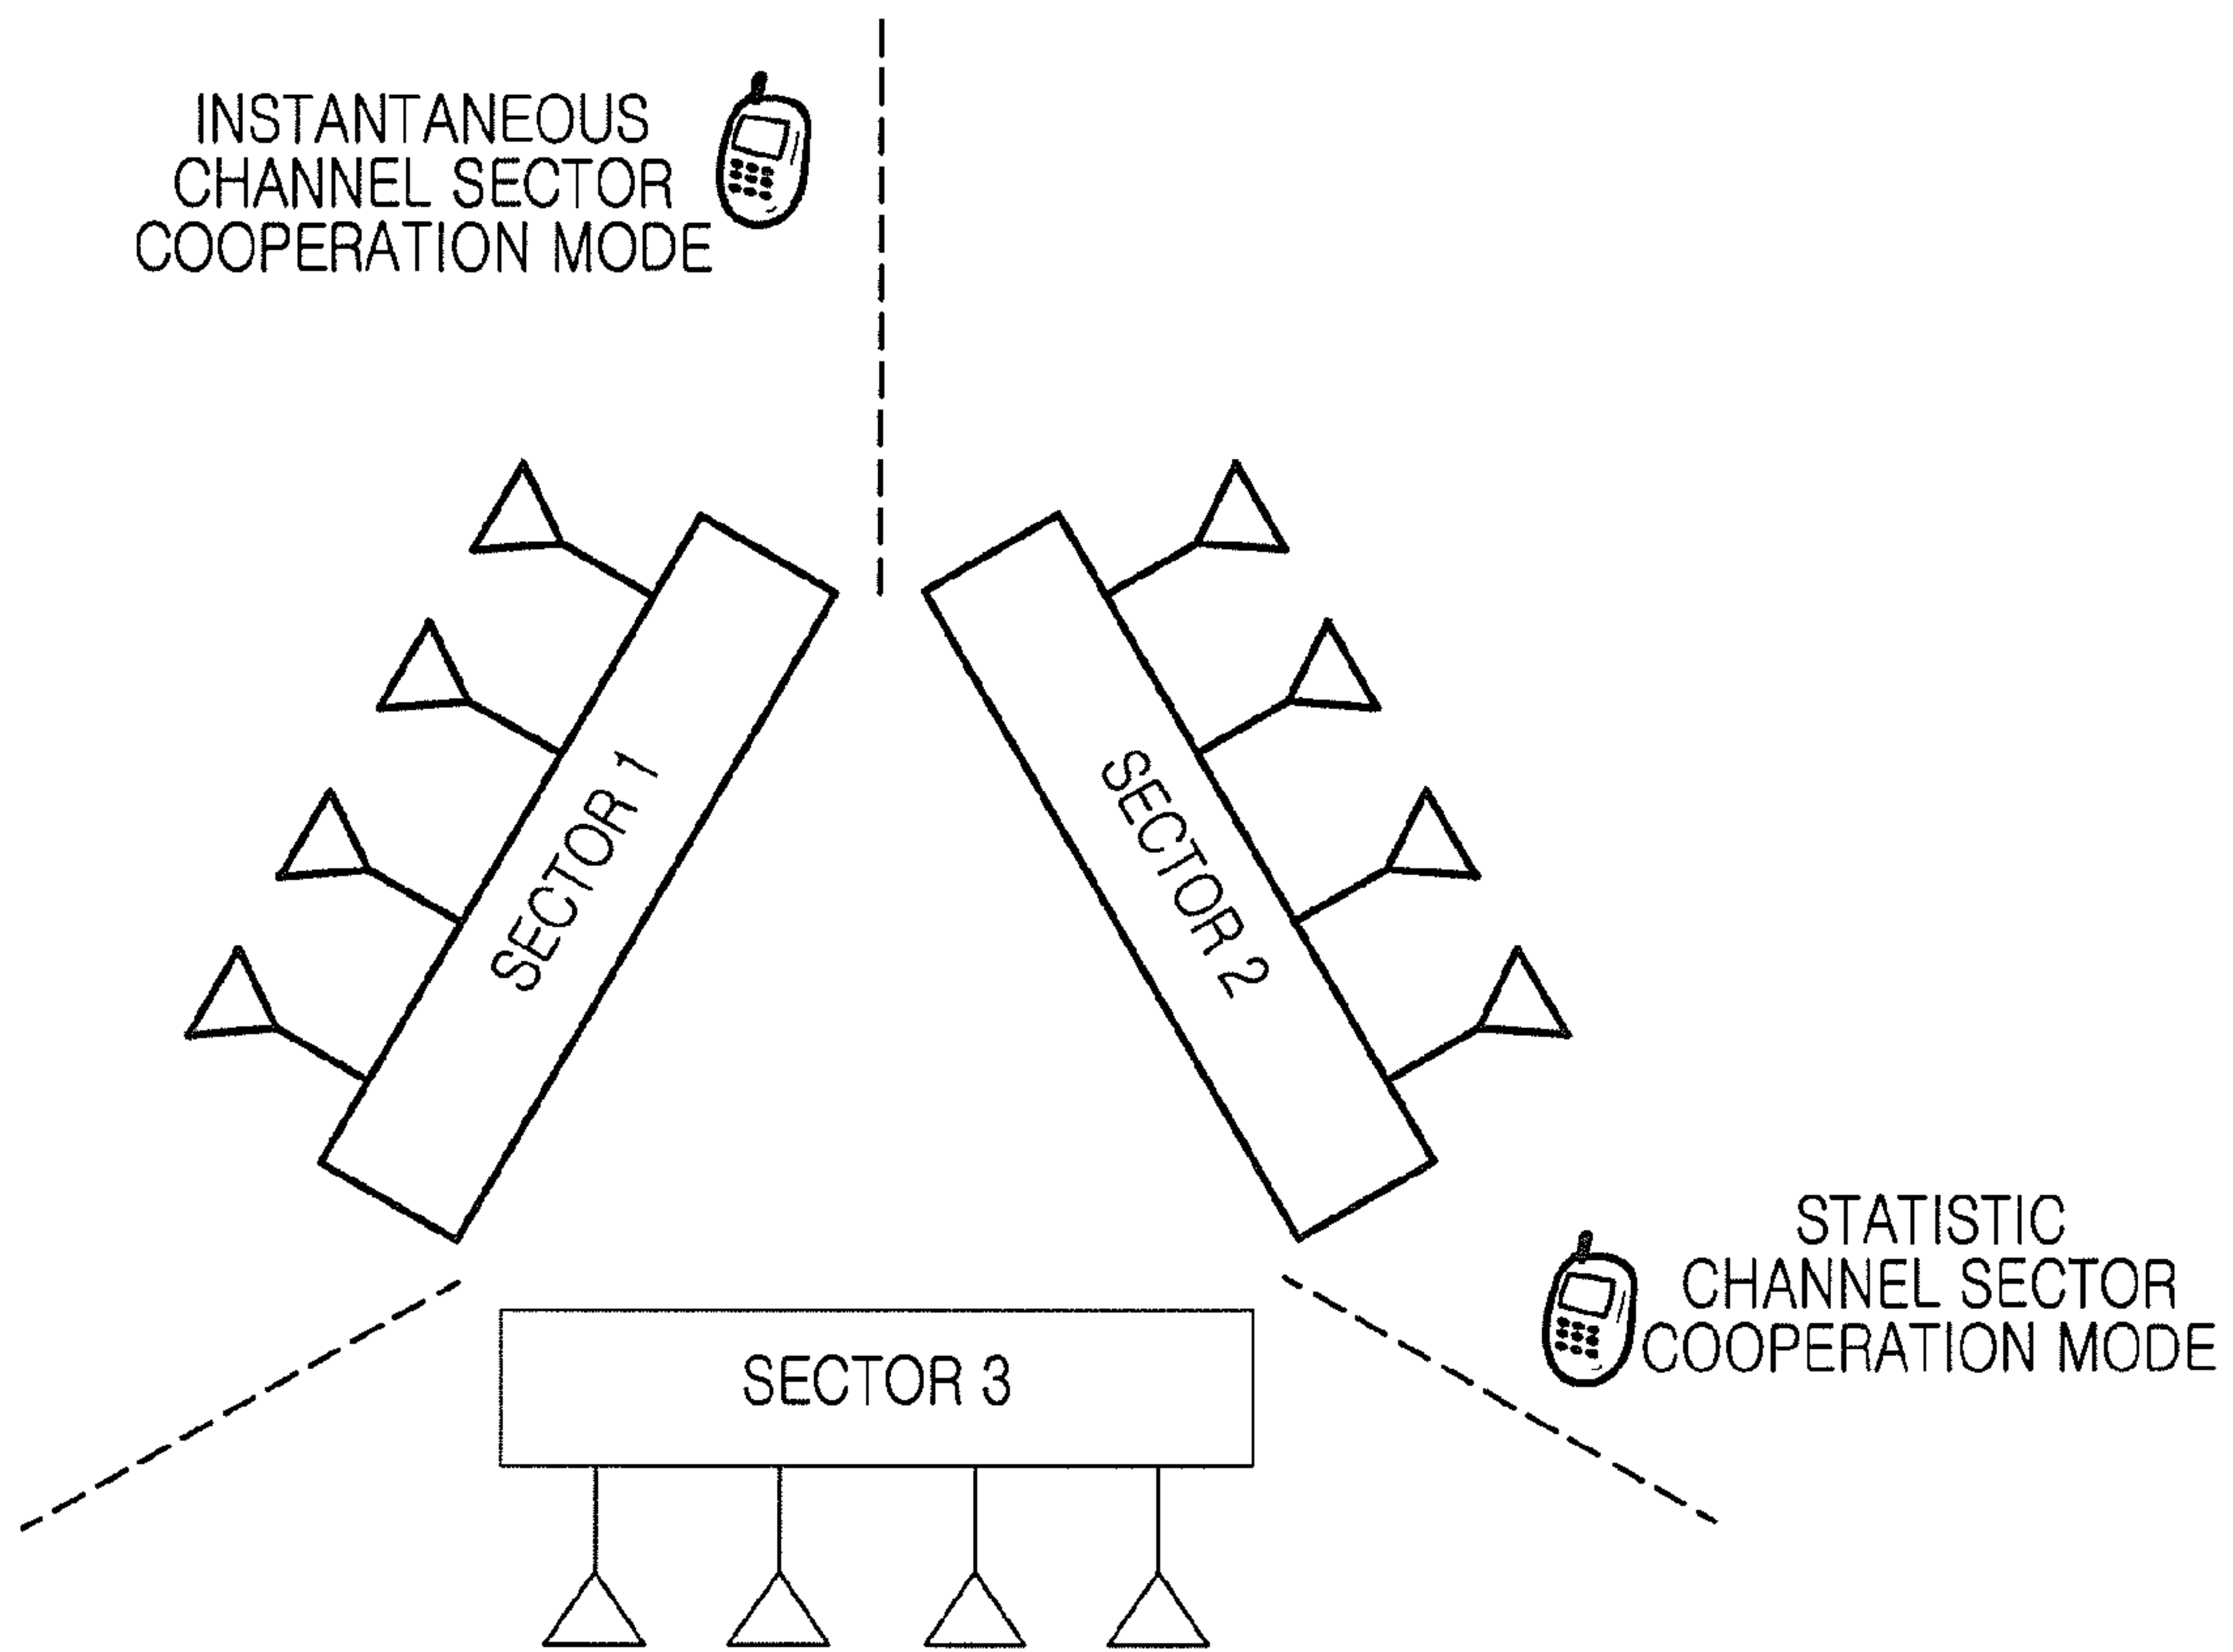 INSTANTANEOUS
CHANNEL SECTOR
COOPERATION MODE
SECTOR 1
SECTOR 2
STATISTIC
CHANNEL SECTOR
COOPERATION MODE
SECTOR 3